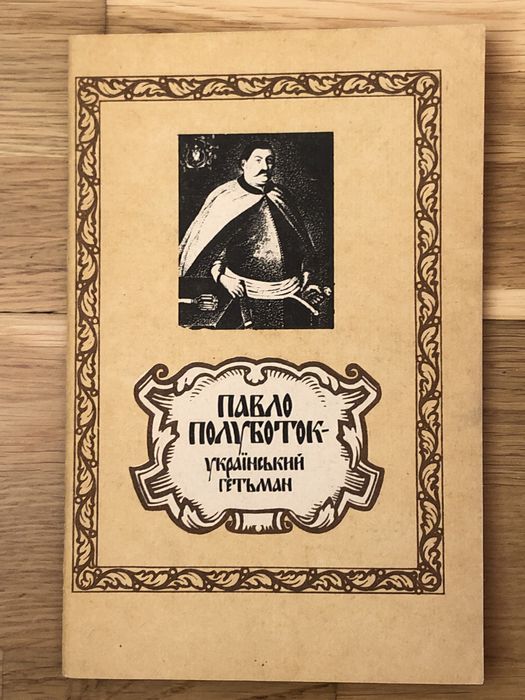 ПАВЛО
ПОЛУБОТОК-
український
гетьман